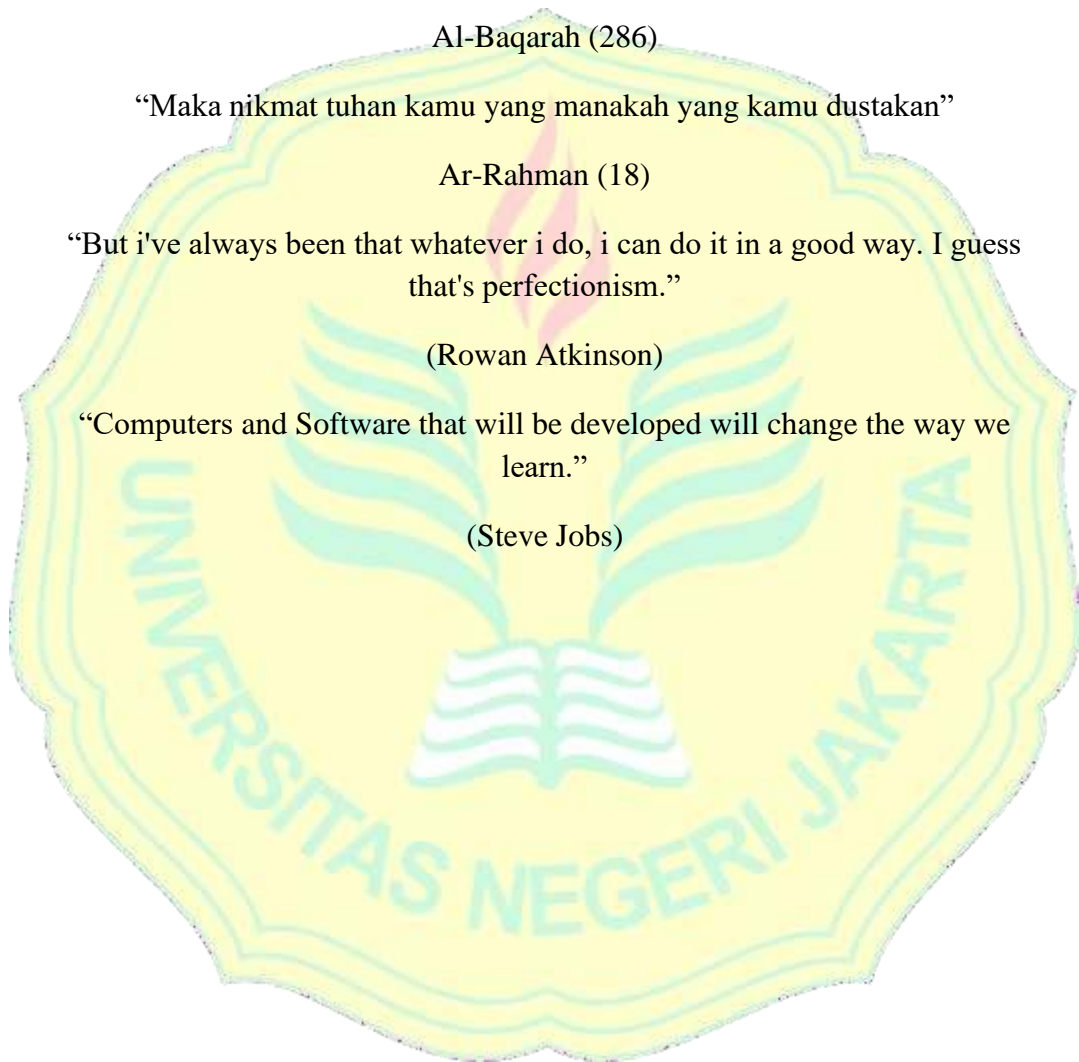 Al-Baqarah (286)
“Maka nikmat tuhan kamu yang manakah yang kamu dustakan”
Ar-Rahman (18)
“But i've always been that whatever i do, i can do it in a good way. I guess
that's perfectionism.”
(Rowan Atkinson)
“Computers and Software that will be developed will change the way we
learn.”
(Steve Jobs)
UNIVERSITAS NEGERI JAKARTA